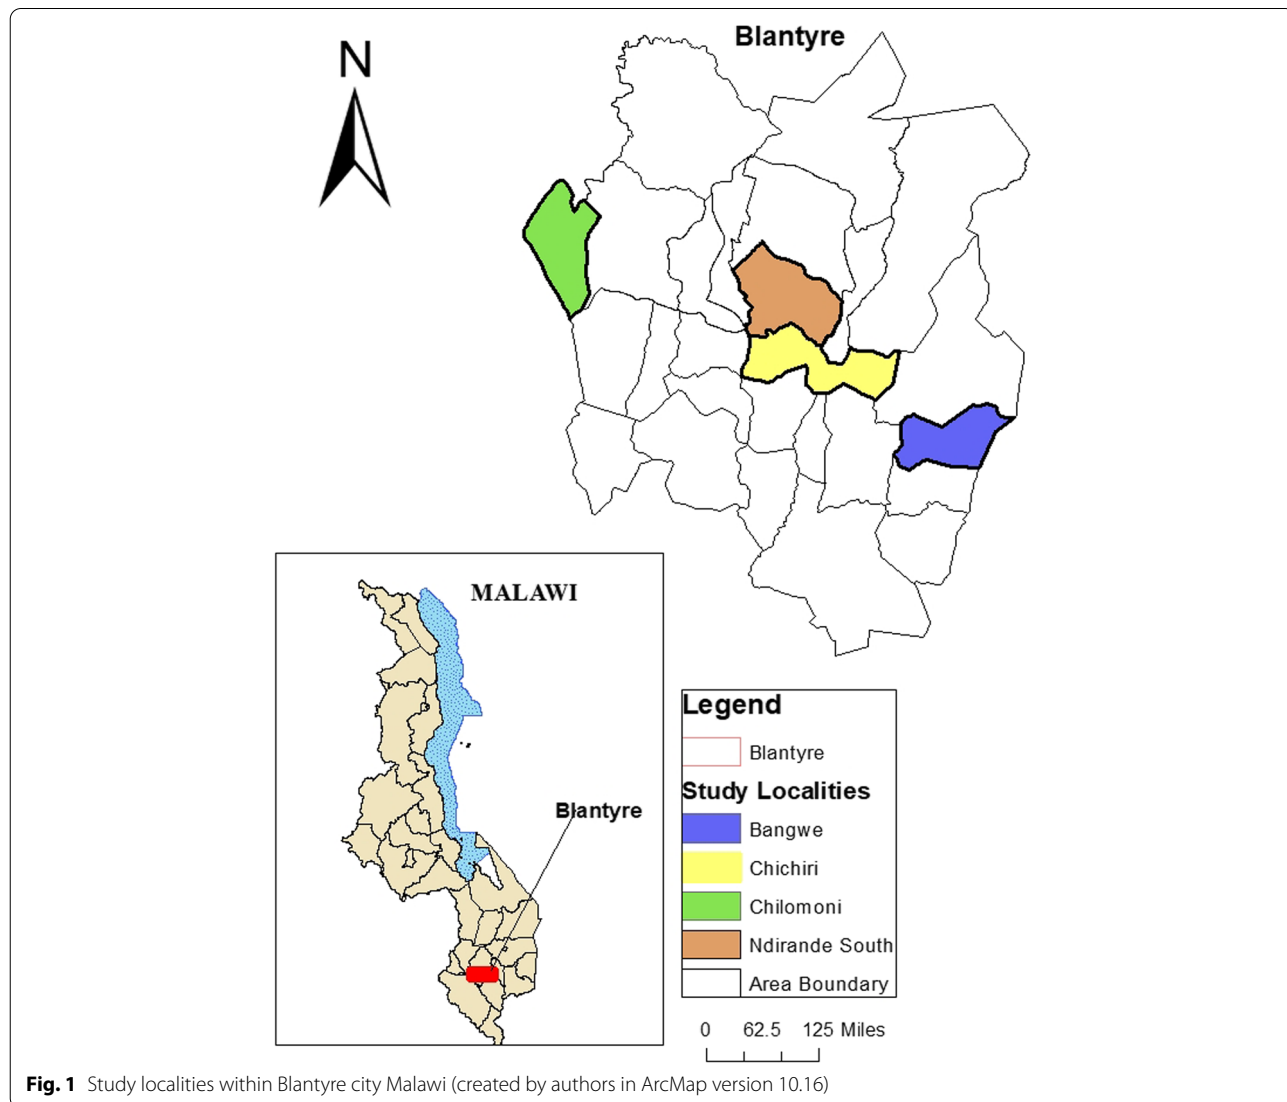 Blantyre
N
MALAWI
Blantyre
Legend
Blantyre
Study Localities
Bangwe
Chichiri
Chilomoni
Ndirande South
Area Boundary
0 62.5 125 Miles
Fig. 1 Study localities within Blantyre city Malawi (created by authors in ArcMap version 10.16)